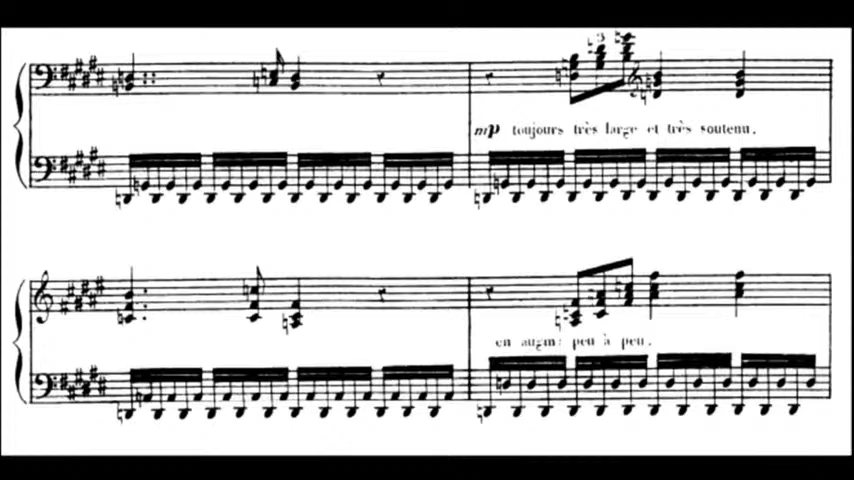 mp toujours très large et très soutenu.
en augm: peu à peu.